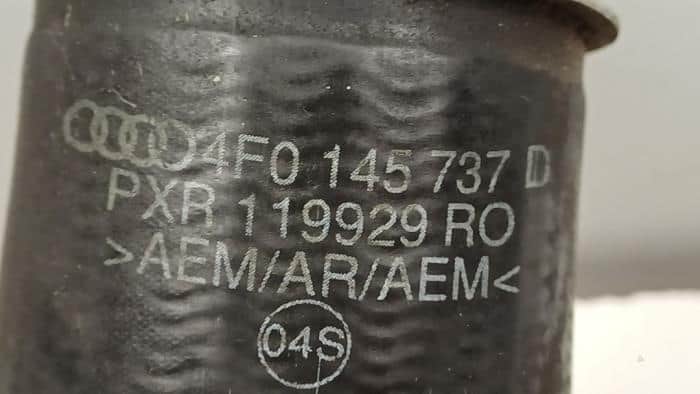 4F0 145 737 D
PXR 119929 RO
>AEM/AR/AEM<
04S